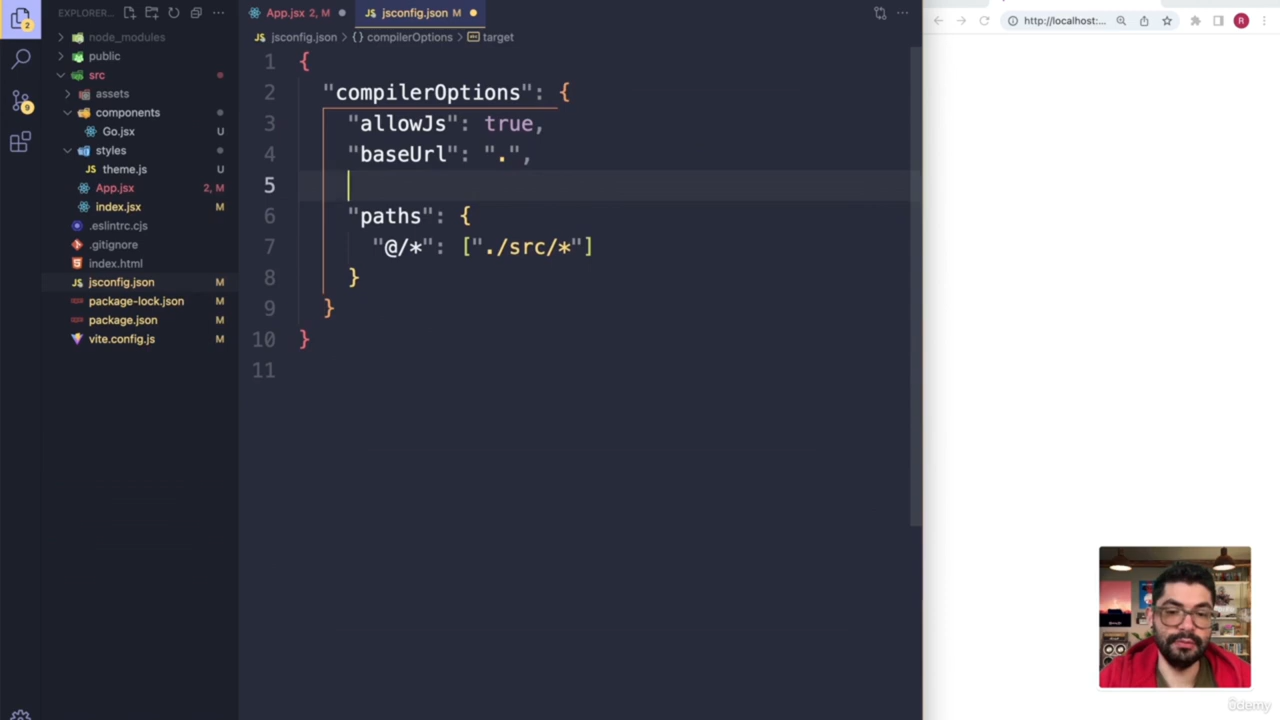 EXPLORER...
node_modules
public
src
assets
components
Go.jsx U
styles
theme.js U
App.jsx 2, M
index.jsx M
.eslintrc.cjs
.gitignore
index.html
jsconfig.json M
package-lock.json M
package.json M
vite.config.js M
2
9
App.jsx 2, M
jsconfig.json M
jsconfig.json > {} compilerOptions > target
1 {
2 "compilerOptions": {
3 "allowJs": true,
4 "baseUrl": ".",
5
6 "paths": {
7 "@/*": ["./src/*"]
8 }
9 }
10 }
11
http://localhost:...
R
ûdemy